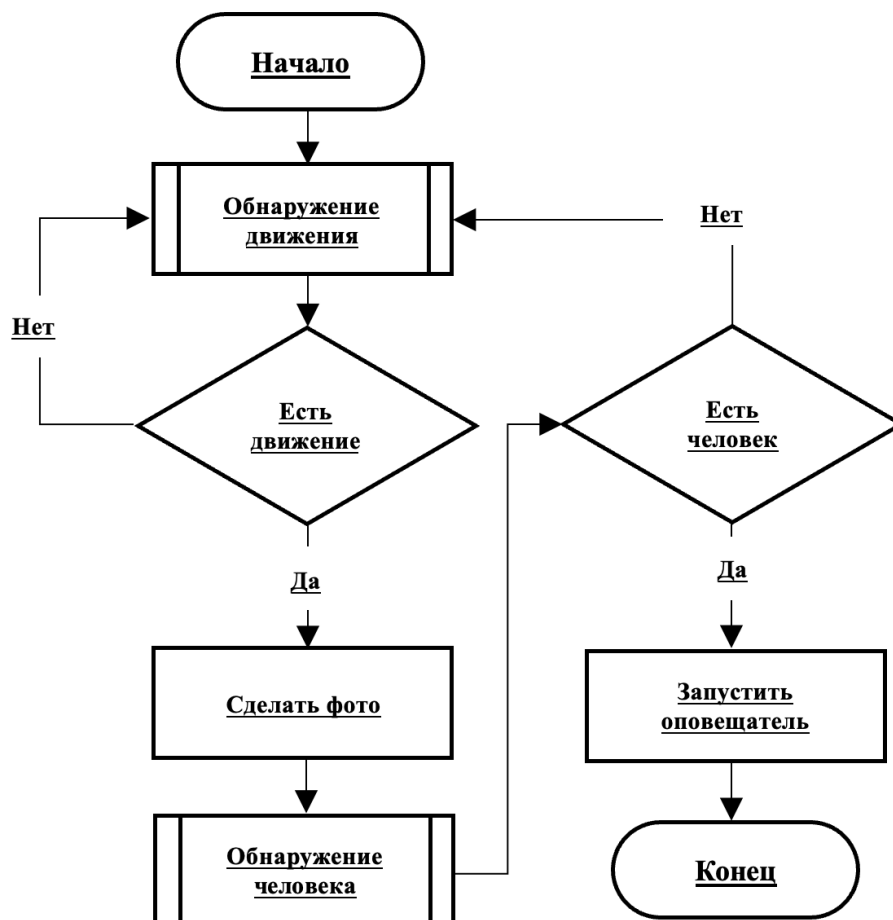 Начало
Обнаружение
движения
Нет
Есть
движение
Да
Сделать фото
Обнаружение
человека
Нет
Есть
человек
Да
Запустить
оповещатель
Конец